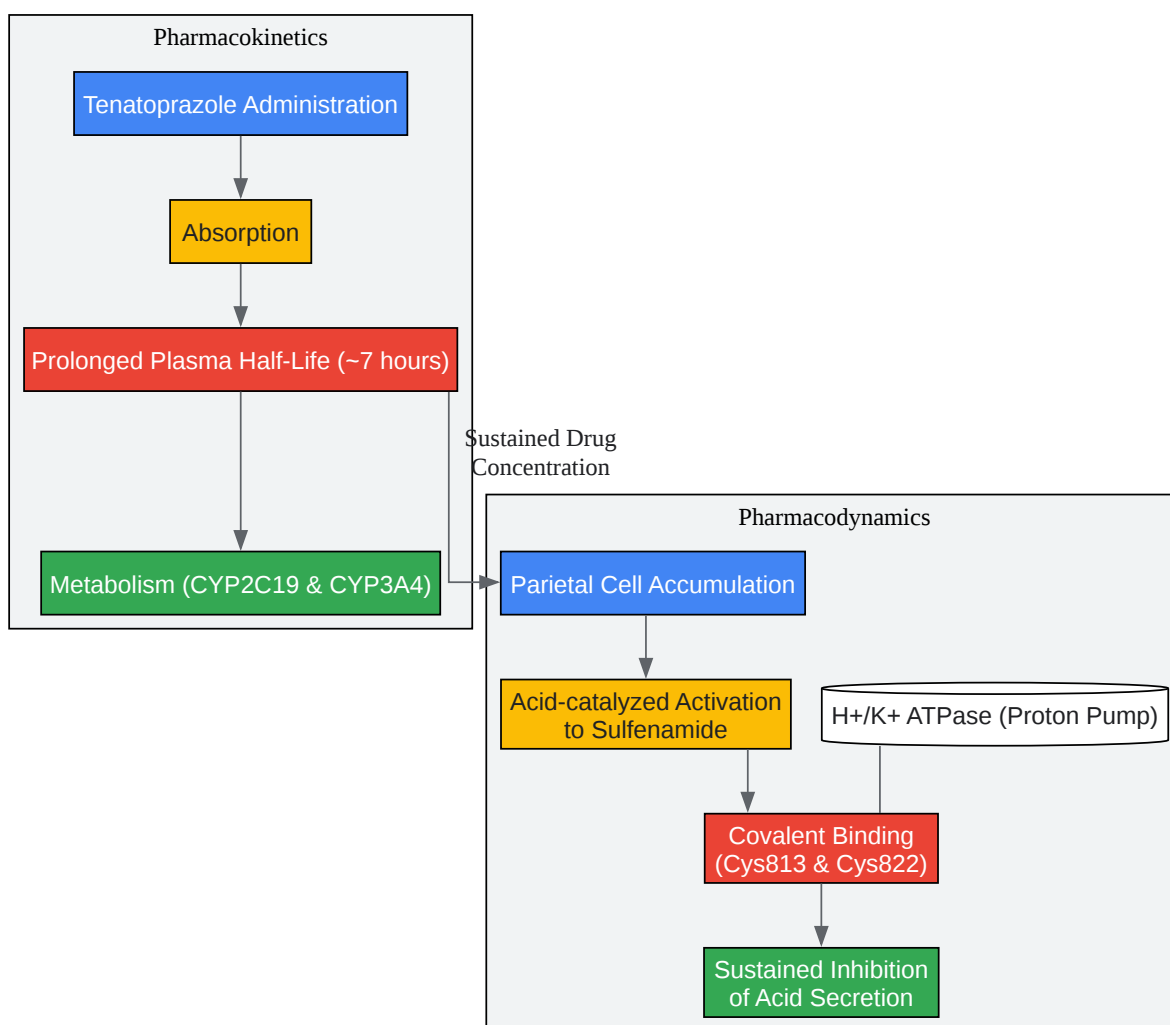 Pharmacokinetics
Tenatoprazole Administration
Absorption
Prolonged Plasma Half-Life (~7 hours)
Sustained Drug
Concentration
Metabolism (CYP2C19 & CYP3A4)
Pharmacodynamics
Parietal Cell Accumulation
Acid-catalyzed Activation
to Sulfenamide
H+/K+ ATPase (Proton Pump)
Covalent Binding
(Cys813 & Cys822)
Sustained Inhibition
of Acid Secretion